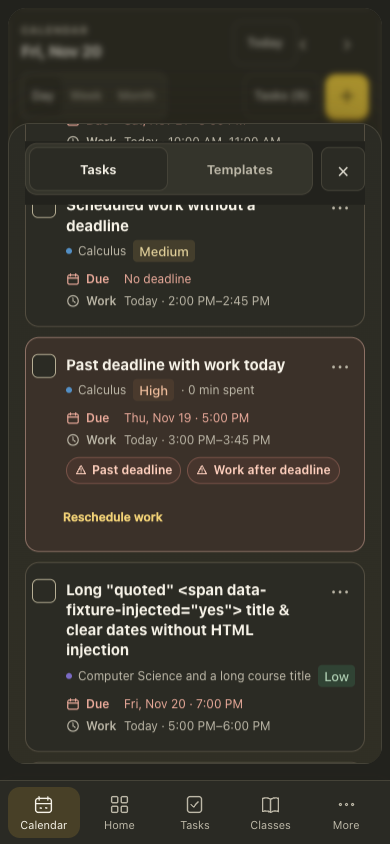 CALENDAR
Fri, Nov 20
Today
Day Week Month
Tasks (9)
Work Today · 10:00 AM–11:00 AM
Tasks Templates
Scheduled work without a
deadline
Calculus Medium
Due No deadline
Work Today · 2:00 PM–2:45 PM
Past deadline with work today
Calculus High · 0 min spent
Due Thu, Nov 19 · 5:00 PM
Work Today · 3:00 PM–3:45 PM
Past deadline Work after deadline
Reschedule work
Long "quoted" <span data-
fixture-injected="yes"> title &
clear dates without HTML
injection
Computer Science and a long course title Low
Due Fri, Nov 20 · 7:00 PM
Work Today · 5:00 PM–6:00 PM
Calendar Home Tasks Classes More